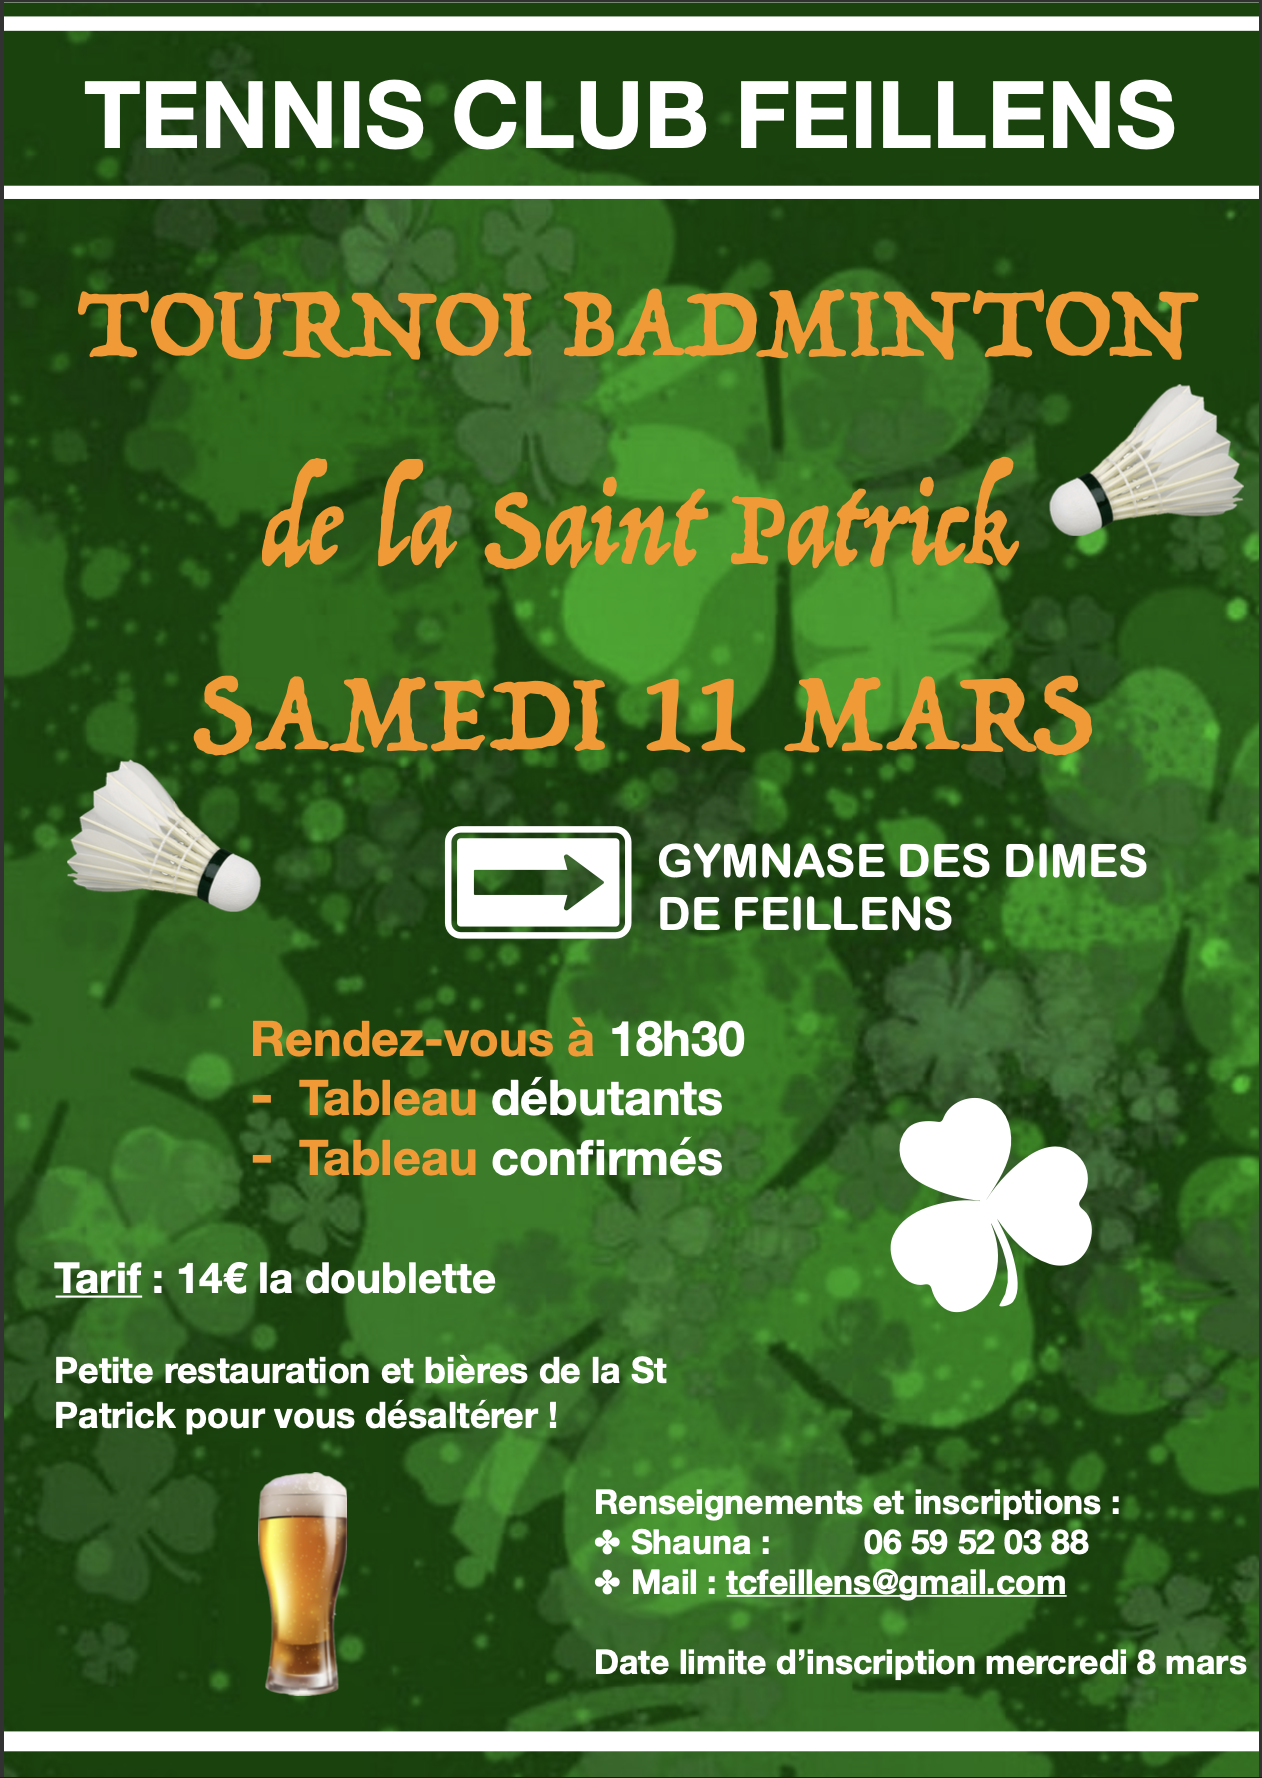 TENNIS CLUB FEILLENS
TOURNOI BADMINTON
de la Saint Patrick
SAMEDI 11 MARS
GYMNASE DES DIMES
DE FEILLENS
Rendez-vous à 18h30
- Tableau débutants
- Tableau confirmés
Tarif : 14€ la doublette
Petite restauration et bières de la St
Patrick pour vous désaltérer !
Renseignements et inscriptions :
✤ Shauna : 06 59 52 03 88
✤ Mail : tcfeillens@gmail.com
Date limite d’inscription mercredi 8 mars